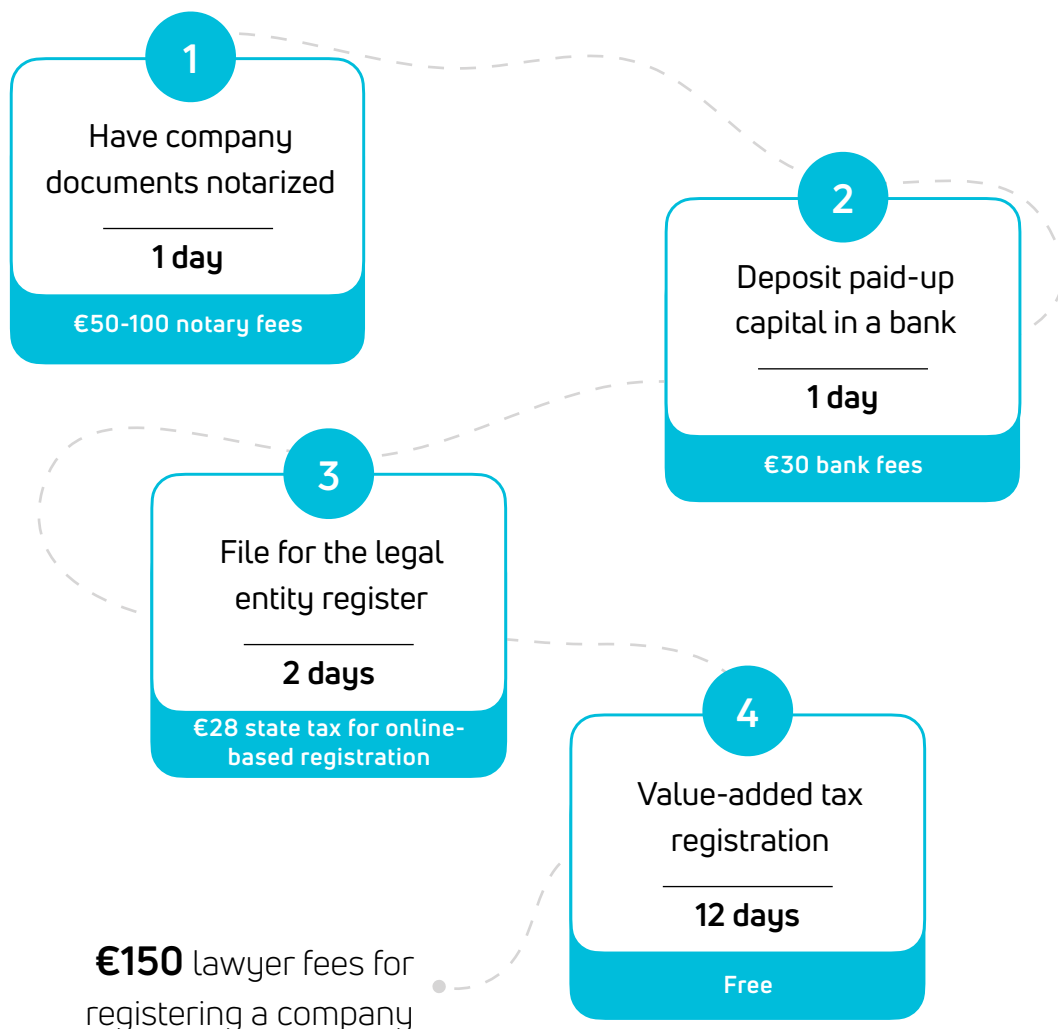 1
Have company
documents notarized
1 day
€50-100 notary fees
2
Deposit paid-up
capital in a bank
1 day
€30 bank fees
3
File for the legal
entity register
2 days
€28 state tax for online-
based registration
4
Value-added tax
registration
12 days
Free
€150 lawyer fees for
registering a company